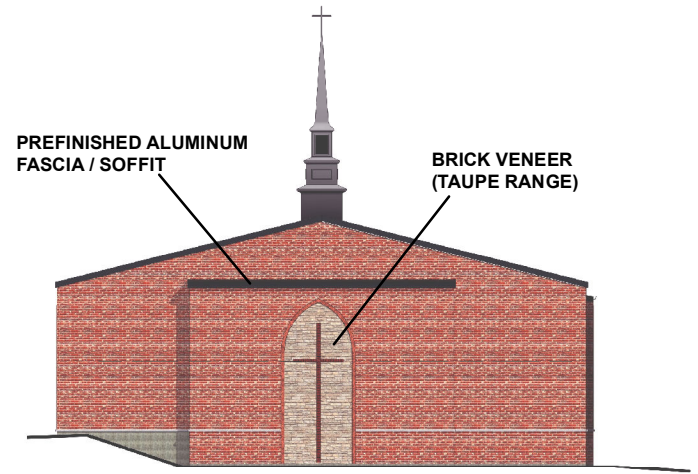 PREFINISHED ALUMINUM
FASCIA / SOFFIT
BRICK VENEER
(TAUPE RANGE)